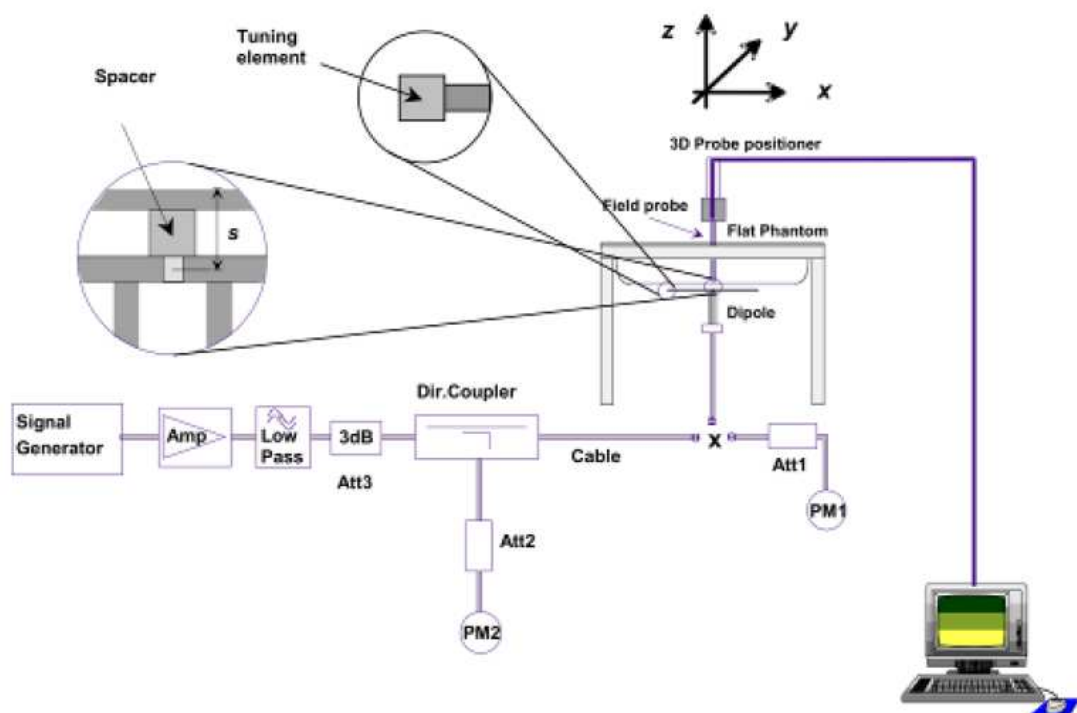 Tuning
element
Spacer
z
y
x
3D Probe positioner
s
Field probe
Flat Phantom
Dipole
Dir.Coupler
Signal
Generator
Amp
Low
Pass
3dB
Att3
Cable
x
Att1
PM1
Att2
PM2